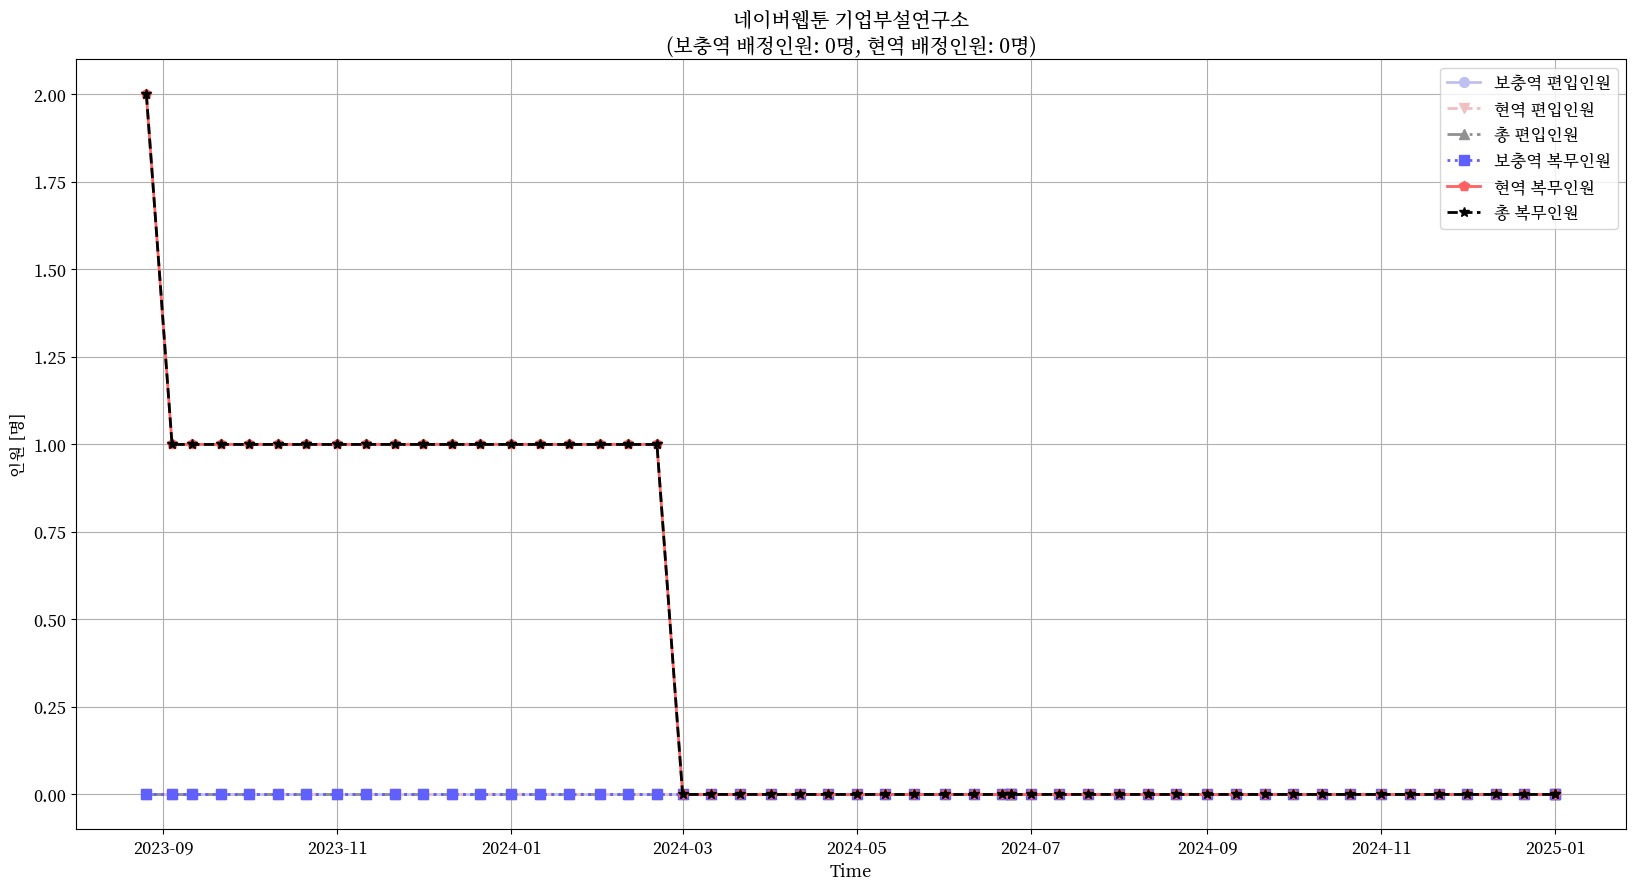 네이버웹툰 기업부설연구소
(보충역 배정인원: 0명, 현역 배정인원: 0명)
보충역 편입인원
현역 편입인원
총 편입인원
보충역 복무인원
현역 복무인원
총 복무인원
인원 [명]
2.00
1.75
1.50
1.25
1.00
0.75
0.50
0.25
0.00
2023-09
2023-11
2024-01
2024-03
2024-05
2024-07
2024-09
2024-11
2025-01
Time